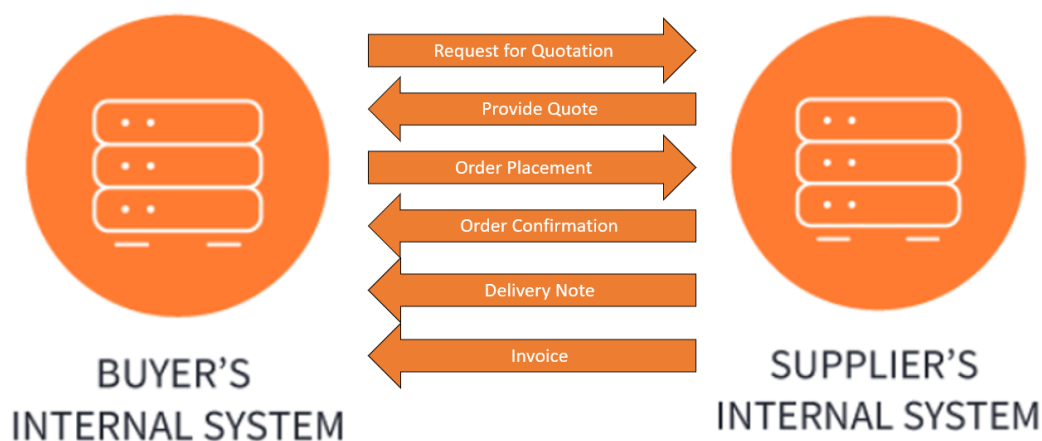 Request for Quotation
Provide Quote
Order Placement
Order Confirmation
Delivery Note
Invoice
BUYER'S
INTERNAL SYSTEM
SUPPLIER'S
INTERNAL SYSTEM